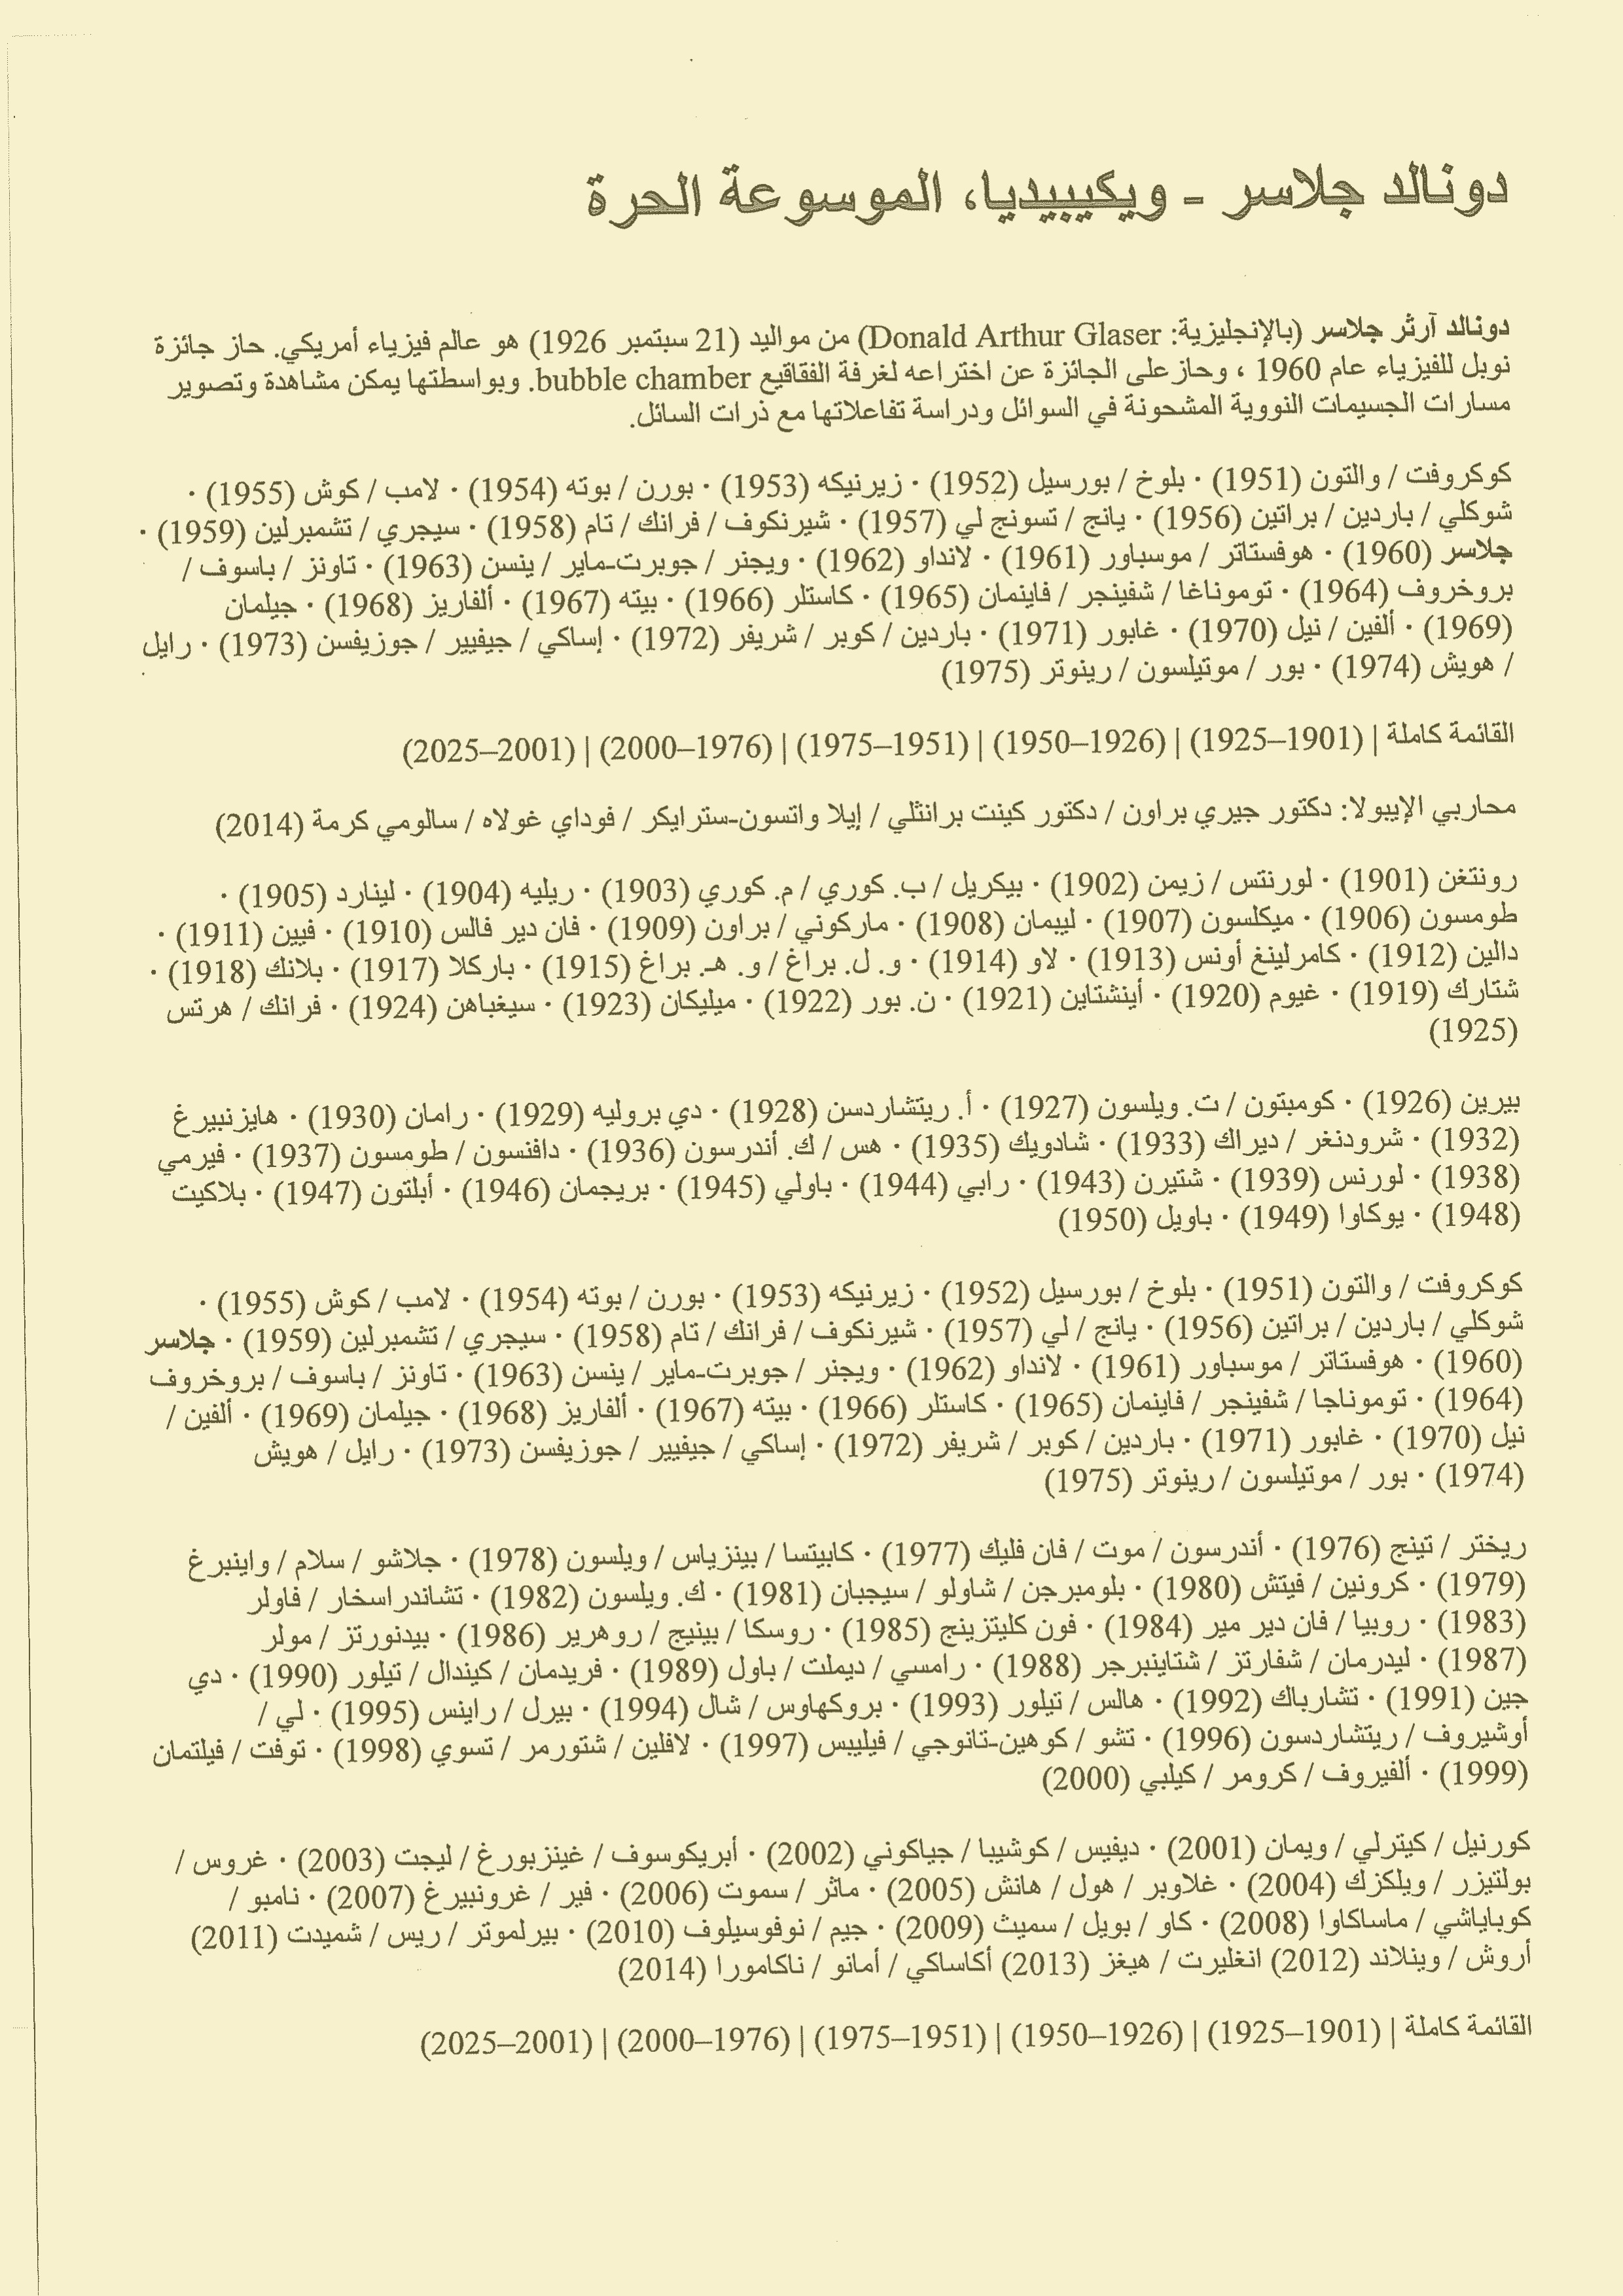 دونالد جلاسر - ويكيبيديا، الموسوعة الحرة
دونالد آرثر جلاسر (بالإنجليزية: Donald Arthur Glaser) من مواليد (21 سبتمبر 1926) هو عالم فيزياء أمريكي. حاز جائزة
نوبل للفيزياء عام 1960 ، وحاز على الجائزة عن اختراعه لغرفة الفقاقيع bubble chamber. وبواسطتها يمكن مشاهدة وتصوير
مسارات الجسيمات النووية المشحونة في السوائل ودراسة تفاعلاتها مع ذرات السائل.
كوكروفت / والتون (1951) · بلوخ / بورسيل (1952) · زيرنيكه (1953) · بورن / بوته (1954) · لامب / كوش (1955) ·
شوكلي / باردين / براتين (1956) · يانج / تسونج لي (1957) · شيرنكوف / فرانك / تام (1958) · سيجري / تشمبرلين (1959) ·
جلاسر (1960) · هوفستاتر / موسباور (1961) · لانداو (1962) · ويجنر / جوبرت-ماير / ينسن (1963) · تاونز / باسوف /
بروخروف (1964) · توموناغا / شفينجر / فاينمان (1965) · كاستلر (1966) · بيته (1967) · ألفاريز (1968) · جيلمان
(1969) · ألفين / نيل (1970) · غابور (1971) · باردين / كوبر / شريفر (1972) · إساكي / جيفيير / جوزيفسن (1973) · رايل
/ هويش (1974) · بور / موتيلسون / رينوتر (1975)
القائمة كاملة | (1901–1925) | (1926–1950) | (1951–1975) | (1976–2000) | (2001–2025)
محاربي الإيبولا: دكتور جيري براون / دكتور كينت برانثلي / إيلا واتسون-سترايكر / فوداي غولاه / سالومي كرمة (2014)
رونتغن (1901) · لورنتس / زيمن (1902) · بيكريل / ب. كوري / م. كوري (1903) · ريليه (1904) · لينارد (1905) ·
طومسون (1906) · ميكلسون (1907) · ليبمان (1908) · ماركوني / براون (1909) · فان دير فالس (1910) · فيين (1911) ·
دالين (1912) · كامرلينغ أونس (1913) · لاو (1914) · و. ل. براغ / و. هـ. براغ (1915) · باركلا (1917) · بلانك (1918) ·
شتارك (1919) · غيوم (1920) · أينشتاين (1921) · ن. بور (1922) · ميليكان (1923) · سيغباهن (1924) · فرانك / هرتس
(1925)
بيرين (1926) · كومبتون / ت. ويلسون (1927) · أ. ريتشاردسن (1928) · دي بروليه (1929) · رامان (1930) · هايزنبيرغ
(1932) · شرودنغر / ديراك (1933) · شادويك (1935) · هس / ك. أندرسون (1936) · دافنسون / طومسون (1937) · فيرمي
(1938) · لورنس (1939) · شتيرن (1943) · رابي (1944) · باولي (1945) · بريجمان (1946) · أبلتون (1947) · بلاكيت
(1948) · يوكاوا (1949) · باويل (1950)
كوكروفت / والتون (1951) · بلوخ / بورسيل (1952) · زيرنيكه (1953) · بورن / بوته (1954) · لامب / كوش (1955) ·
شوكلي / باردين / براتين (1956) · يانج / لي (1957) · شيرنكوف / فرانك / تام (1958) · سيجري / تشمبرلين (1959) · جلاسر
(1960) · هوفستاتر / موسباور (1961) · لانداو (1962) · ويجنر / جوبرت-ماير / ينسن (1963) · تاونز / باسوف / بروخروف
(1964) · توموناجا / شفينجر / فاينمان (1965) · كاستلر (1966) · بيته (1967) · ألفاريز (1968) · جيلمان (1969) · ألفين /
نيل (1970) · غابور (1971) · باردين / كوبر / شريفر (1972) · إساكي / جيفيير / جوزيفسن (1973) · رايل / هويش
(1974) · بور / موتيلسون / رينوتر (1975)
ريختر / تينج (1976) · أندرسون / موت / فان فليك (1977) · كابيتسا / بينزياس / ويلسون (1978) · جلاشو / سلام / واينبرغ
(1979) · كرونين / فيتش (1980) · بلومبرجن / شاولو / سيجبان (1981) · ك. ويلسون (1982) · تشاندراسخار / فاولر
(1983) · روبيا / فان دير مير (1984) · فون كليتزينج (1985) · روسكا / بينيج / روهرير (1986) · بيدنورتز / مولر
(1987) · ليدرمان / شفارتز / شتاينبرجر (1988) · رامسي / ديملت / باول (1989) · فريدمان / كيندال / تيلور (1990) · دي
جين (1991) · تشارباك (1992) · هالس / تيلور (1993) · بروكهاوس / شال (1994) · بيرل / راينس (1995) · لي /
أوشيروف / ريتشاردسون (1996) · تشو / كوهين-تانوجي / فيليبس (1997) · لافلين / شتورمر / تسوي (1998) · توفت / فيلتمان
(1999) · ألفيروف / كرومر / كيلبي (2000)
كورنيل / كيترلي / ويمان (2001) · ديفيس / كوشيبا / جياكوني (2002) · أبريكوسوف / غينزبورغ / ليجت (2003) · غروس /
بولتيزر / ويلكزك (2004) · غلاوبر / هول / هانش (2005) · ماثر / سموت (2006) · فير / غرونبيرغ (2007) · نامبو /
كوباياشي / ماساكاوا (2008) · كاو / بويل / سميث (2009) · جيم / نوفوسيلوف (2010) · بيرلموتر / ريس / شميدت (2011)
أروش / وينلاند (2012) انغليرت / هيغز (2013) أكاساكي / أمانو / ناكامورا (2014)
القائمة كاملة | (1901–1925) | (1926–1950) | (1951–1975) | (1976–2000) | (2001–2025)